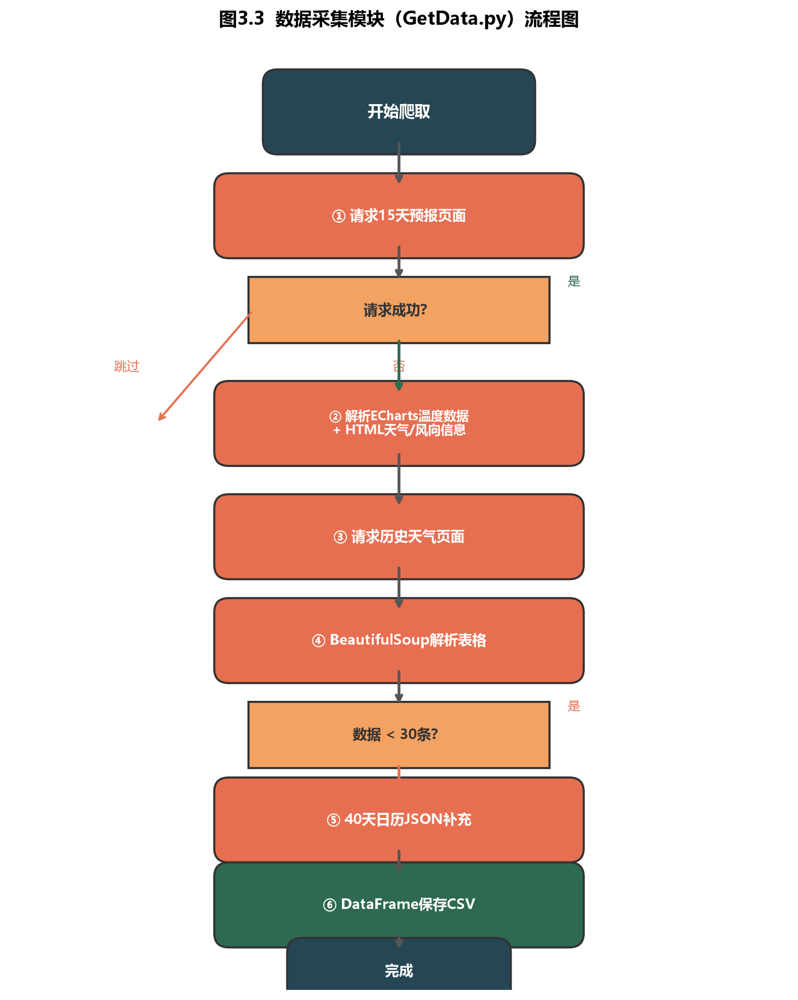 图3.3 数据采集模块（GetData.py）流程图
开始爬取
① 请求15天预报页面
是
请求成功?
跳过
否
② 解析ECharts温度数据
+ HTML天气/风向信息
③ 请求历史天气页面
④ BeautifulSoup解析表格
是
数据 < 30条?
⑤ 40天日历JSON补充
⑥ DataFrame保存CSV
完成